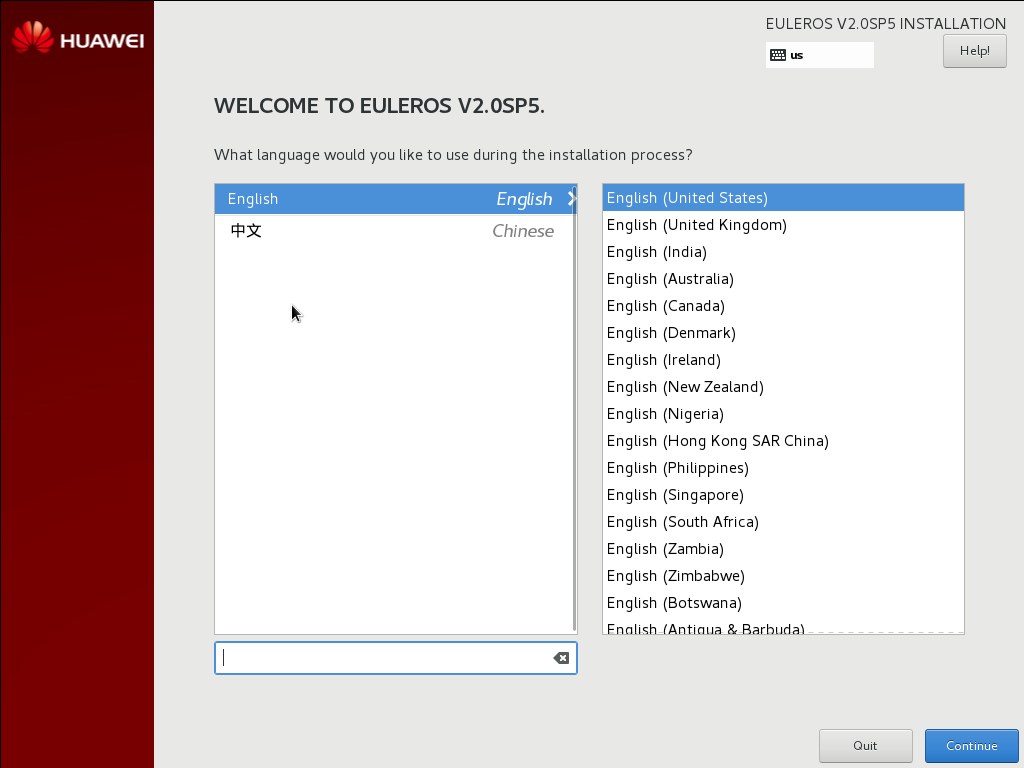 HUAWEI
EULEROS V2.0SP5 INSTALLATION
us
Help!
WELCOME TO EULEROS V2.0SP5.
What language would you like to use during the installation process?
English English
中文 Chinese
English (United States)
English (United Kingdom)
English (India)
English (Australia)
English (Canada)
English (Denmark)
English (Ireland)
English (New Zealand)
English (Nigeria)
English (Hong Kong SAR China)
English (Philippines)
English (Singapore)
English (South Africa)
English (Zambia)
English (Zimbabwe)
English (Botswana)
English (Antigua & Barbuda)
Quit
Continue